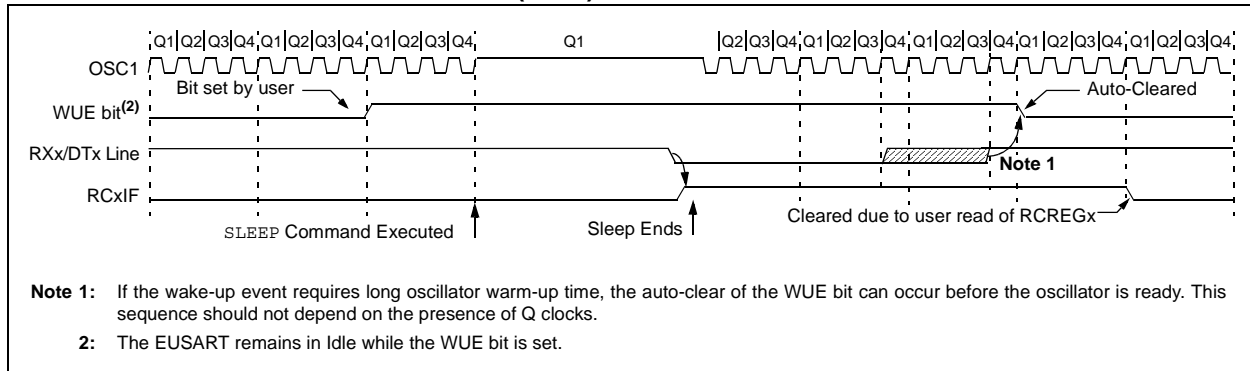 Q1 Q2 Q3 Q4 Q1 Q2 Q3 Q4 Q1 Q2 Q3 Q4 Q1 Q2 Q3 Q4 Q1 Q2 Q3 Q4 Q1 Q2 Q3 Q4 Q1 Q2 Q3 Q4 Q1 Q2 Q3 Q4
OSC1
Bit set by user
Auto-Cleared
WUE bit(2)
RXx/DTx Line
Note 1
RCxIF
Cleared due to user read of RCREGx
SLEEP Command Executed
Sleep Ends
Note 1: If the wake-up event requires long oscillator warm-up time, the auto-clear of the WUE bit can occur before the oscillator is ready. This
sequence should not depend on the presence of Q clocks.
2: The EUSART remains in Idle while the WUE bit is set.